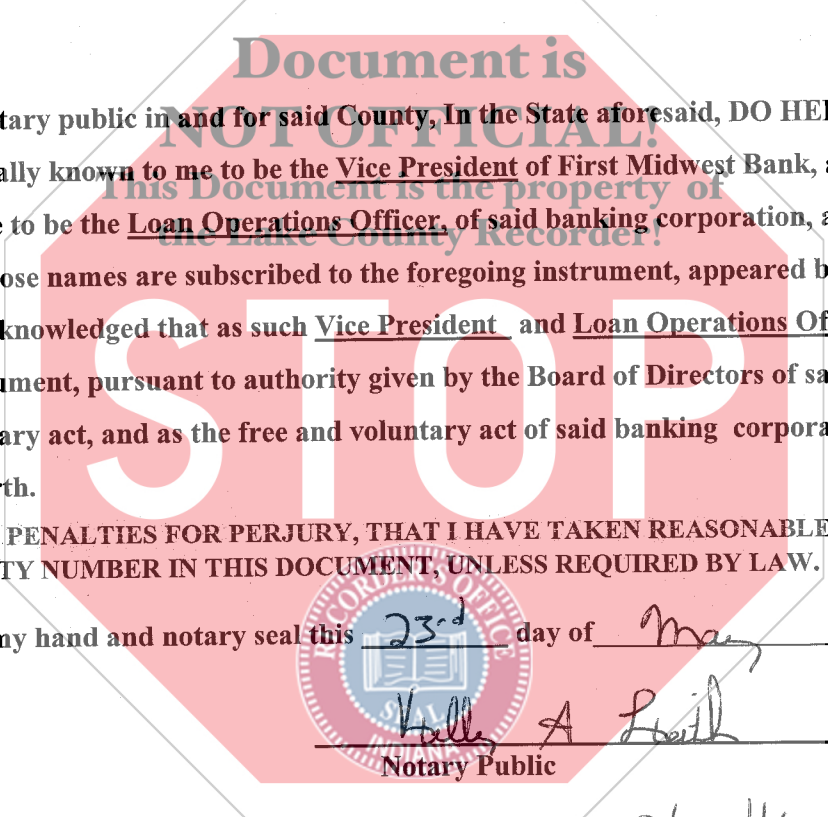 Document is
NOT OFFICIAL!
This Document is the property of
the Lake County Recorder!
STOP
tary public in and for said County, In the State aforesaid, DO HE
ally known to me to be the Vice President of First Midwest Bank, a
e to be the Loan Operations Officer, of said banking corporation, a
ose names are subscribed to the foregoing instrument, appeared b
knowledged that as such Vice President and Loan Operations Of
ument, pursuant to authority given by the Board of Directors of sa
ary act, and as the free and voluntary act of said banking corpora
rth.
PENALTIES FOR PERJURY, THAT I HAVE TAKEN REASONABLE
TY NUMBER IN THIS DOCUMENT, UNLESS REQUIRED BY LAW.
my hand and notary seal this 23rd day of May
RECORDER'S OFFICE
SEAL
INDIANA
Kelly A
Notary Public